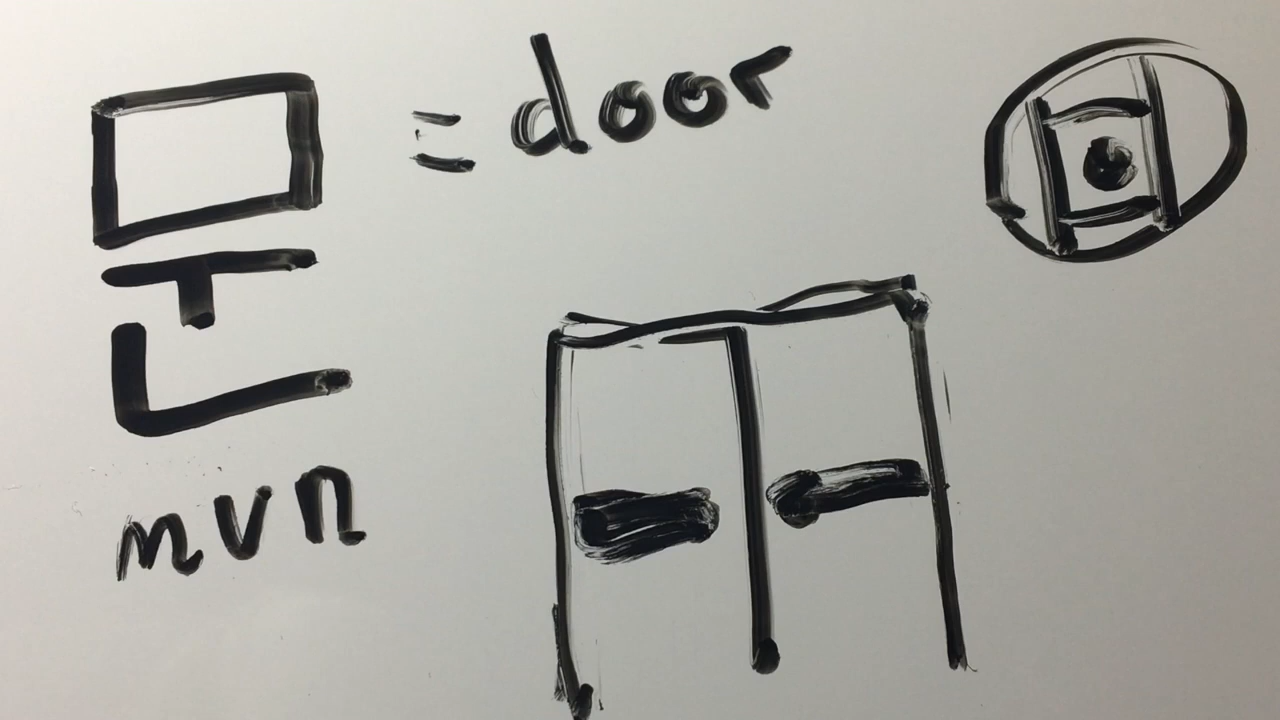 문 = door
mvn